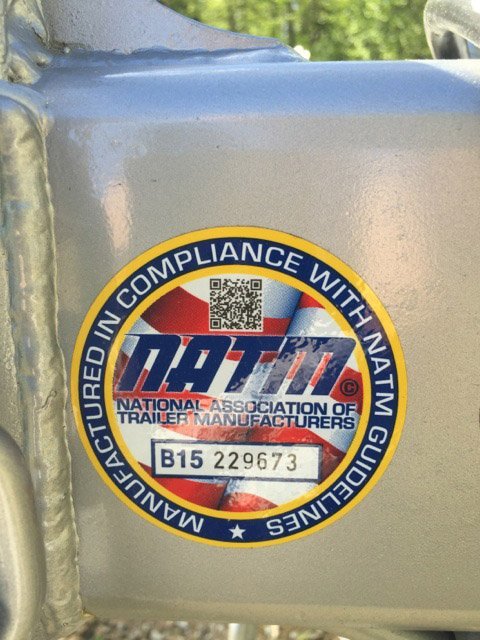 MANUFACTURED IN COMPLIANCE WITH NATM GUIDELINES
NATM ©
NATIONAL ASSOCIATION OF
TRAILER MANUFACTURERS
B15 229673